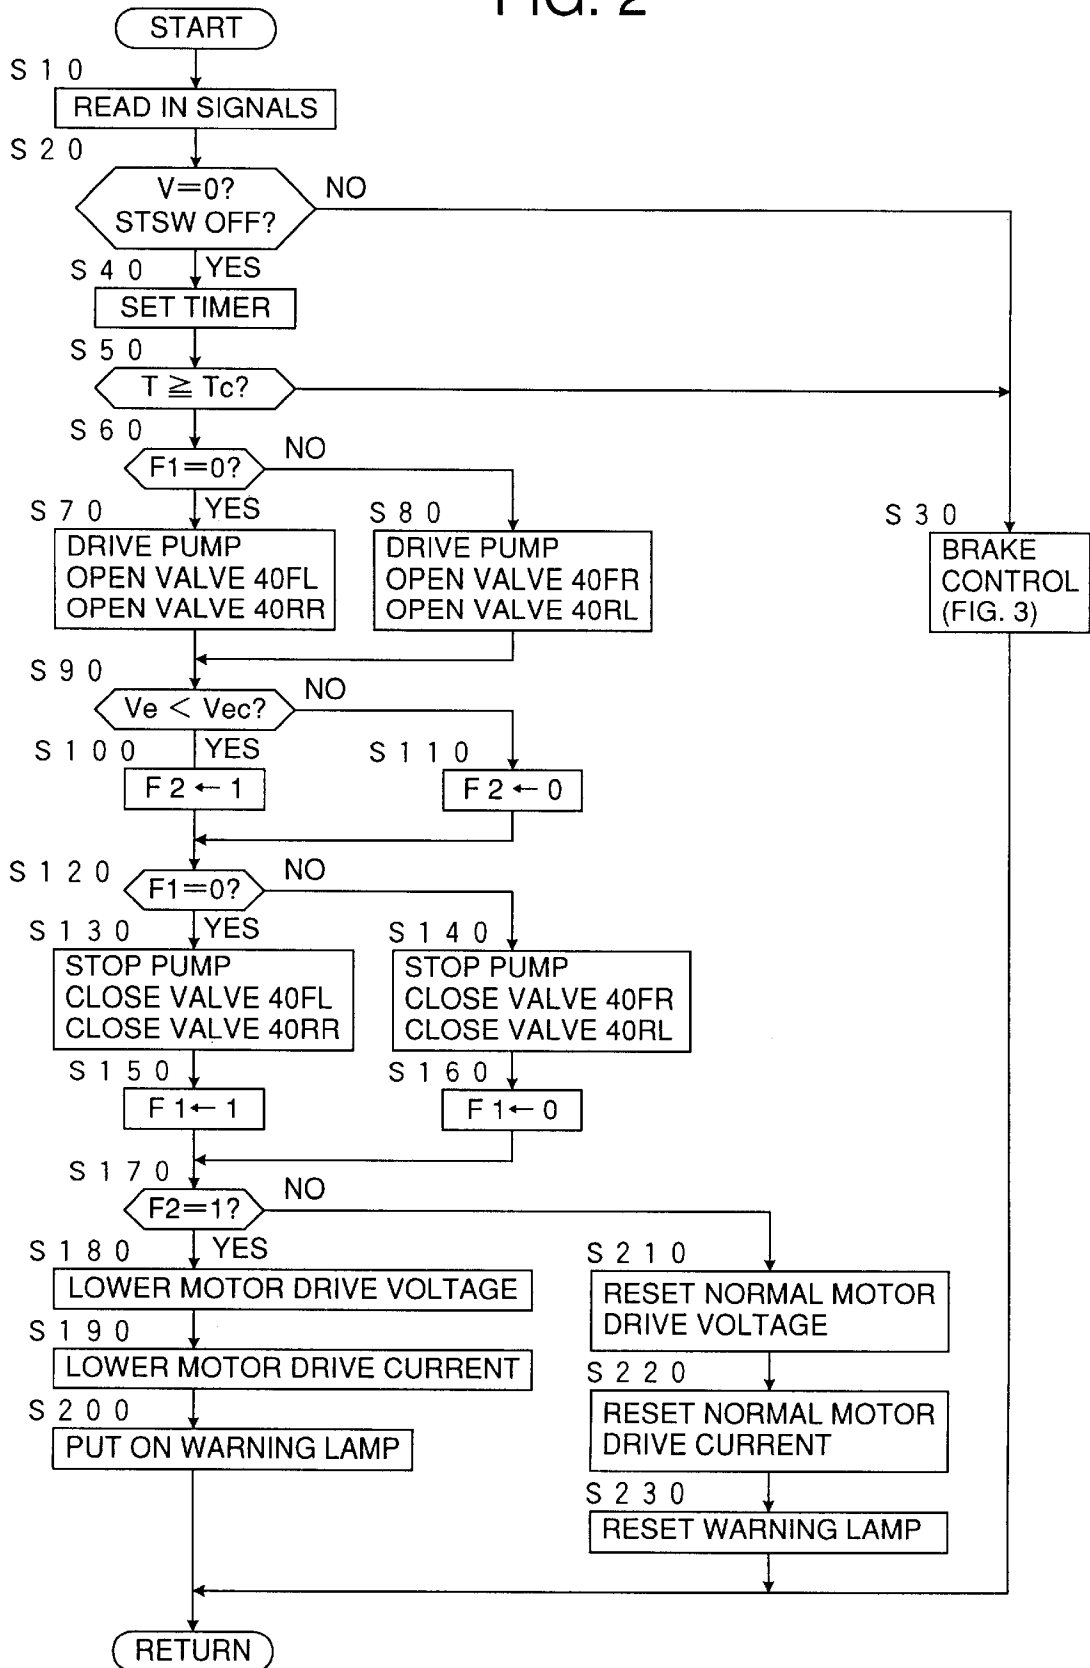 FIG. 2
START
S10
READ IN SIGNALS
S20
V=0?
STSW OFF?
NO
YES
S40
SET TIMER
S50
T ≧ Tc?
S60
F1=0?
NO
YES
S70
DRIVE PUMP
OPEN VALVE 40FL
OPEN VALVE 40RR
S80
DRIVE PUMP
OPEN VALVE 40FR
OPEN VALVE 40RL
S30
BRAKE
CONTROL
(FIG. 3)
S90
Ve < Vec?
NO
YES
S100
F2 ← 1
S110
F2 ← 0
S120
F1=0?
NO
YES
S130
STOP PUMP
CLOSE VALVE 40FL
CLOSE VALVE 40RR
S140
STOP PUMP
CLOSE VALVE 40FR
CLOSE VALVE 40RL
S150
F1 ← 1
S160
F1 ← 0
S170
F2=1?
NO
YES
S180
LOWER MOTOR DRIVE VOLTAGE
S190
LOWER MOTOR DRIVE CURRENT
S200
PUT ON WARNING LAMP
S210
RESET NORMAL MOTOR
DRIVE VOLTAGE
S220
RESET NORMAL MOTOR
DRIVE CURRENT
S230
RESET WARNING LAMP
RETURN